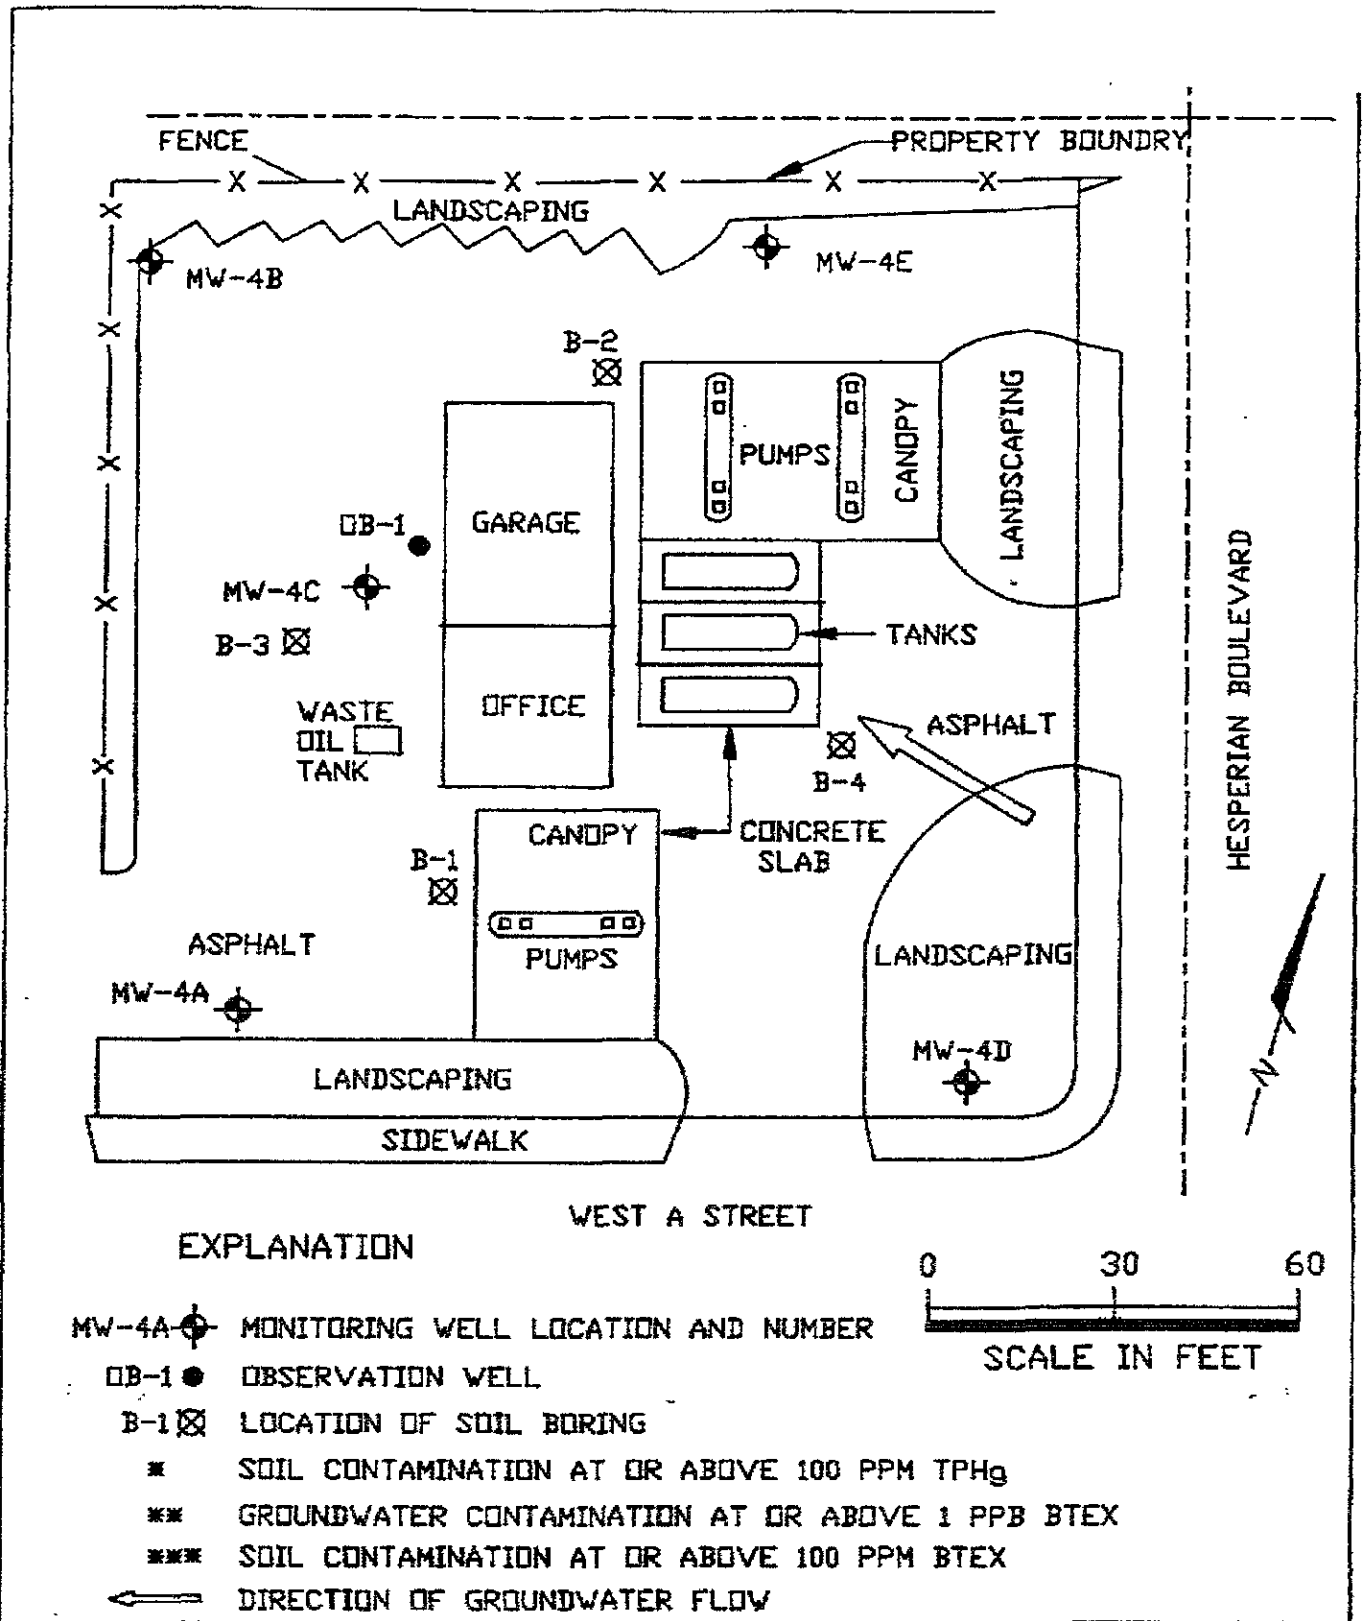 FENCE
PROPERTY BOUNDRY
X X X X X X
X
LANDSCAPING
MW-4B
MW-4E
X
B-2
LANDSCAPING
CANOPY
PUMPS
X
OB-1
GARAGE
MW-4C
X
B-3
TANKS
HESPERIAN BOULEVARD
WASTE
OIL
TANK
OFFICE
ASPHALT
X
B-4
CANOPY
CONCRETE
SLAB
B-1
ASPHALT
PUMPS
LANDSCAPING
MW-4A
MW-4D
N
LANDSCAPING
SIDEWALK
WEST A STREET
EXPLANATION
0 30 60
SCALE IN FEET
MW-4A MONITORING WELL LOCATION AND NUMBER
OB-1 OBSERVATION WELL
B-1 LOCATION OF SOIL BORING
* SOIL CONTAMINATION AT OR ABOVE 100 PPM TPHg
** GROUNDWATER CONTAMINATION AT OR ABOVE 1 PPB BTEX
*** SOIL CONTAMINATION AT OR ABOVE 100 PPM BTEX
DIRECTION OF GROUNDWATER FLOW